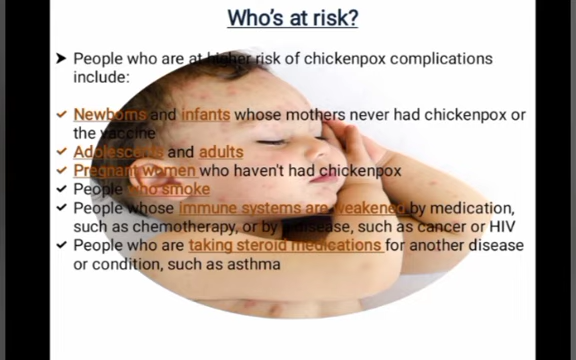 Who's at risk?
People who are at higher risk of chickenpox complications
include:
Newborns and infants whose mothers never had chickenpox or
the vaccine
Adolescents and adults
Pregnant women who haven't had chickenpox
People who smoke
People whose immune systems are weakened by medication,
such as chemotherapy, or by a disease, such as cancer or HIV
People who are taking steroid medications for another disease
or condition, such as asthma